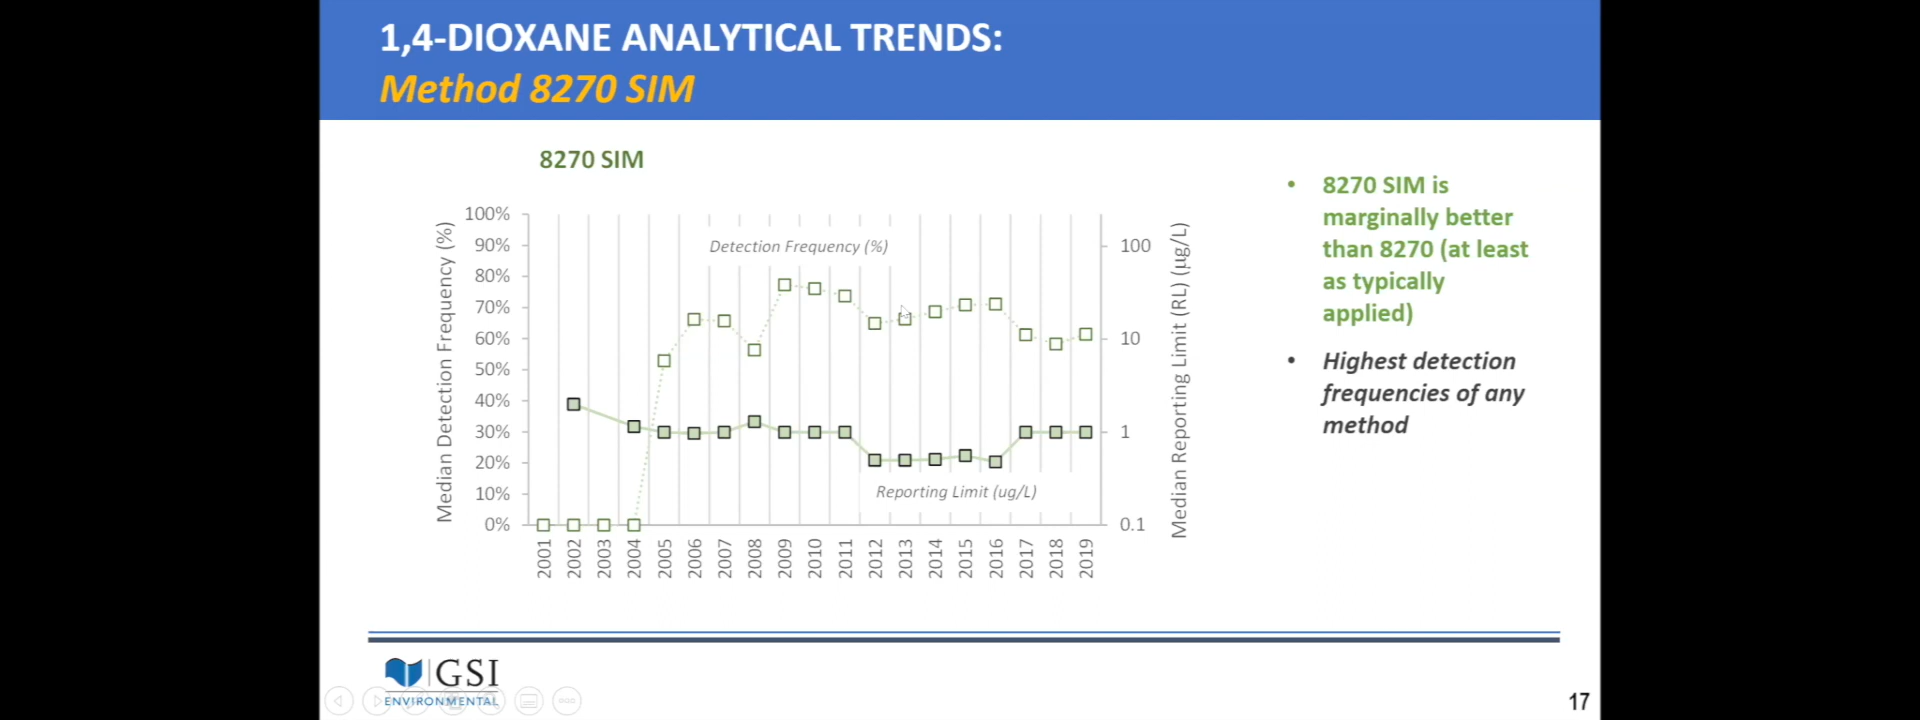 1,4-DIOXANE ANALYTICAL TRENDS:
Method 8270 SIM
8270 SIM
Median Detection Frequency (%)
100%
90%
80%
70%
60%
50%
40%
30%
20%
10%
0%
Detection Frequency (%)
Reporting Limit (ug/L)
100
10
1
0.1
Median Reporting Limit (RL) (µg/L)
2001
2002
2003
2004
2005
2006
2007
2008
2009
2010
2011
2012
2013
2014
2015
2016
2017
2018
2019
• 8270 SIM is
marginally better
than 8270 (at least
as typically
applied)
• Highest detection
frequencies of any
method
GSI
ENVIRONMENTAL
17